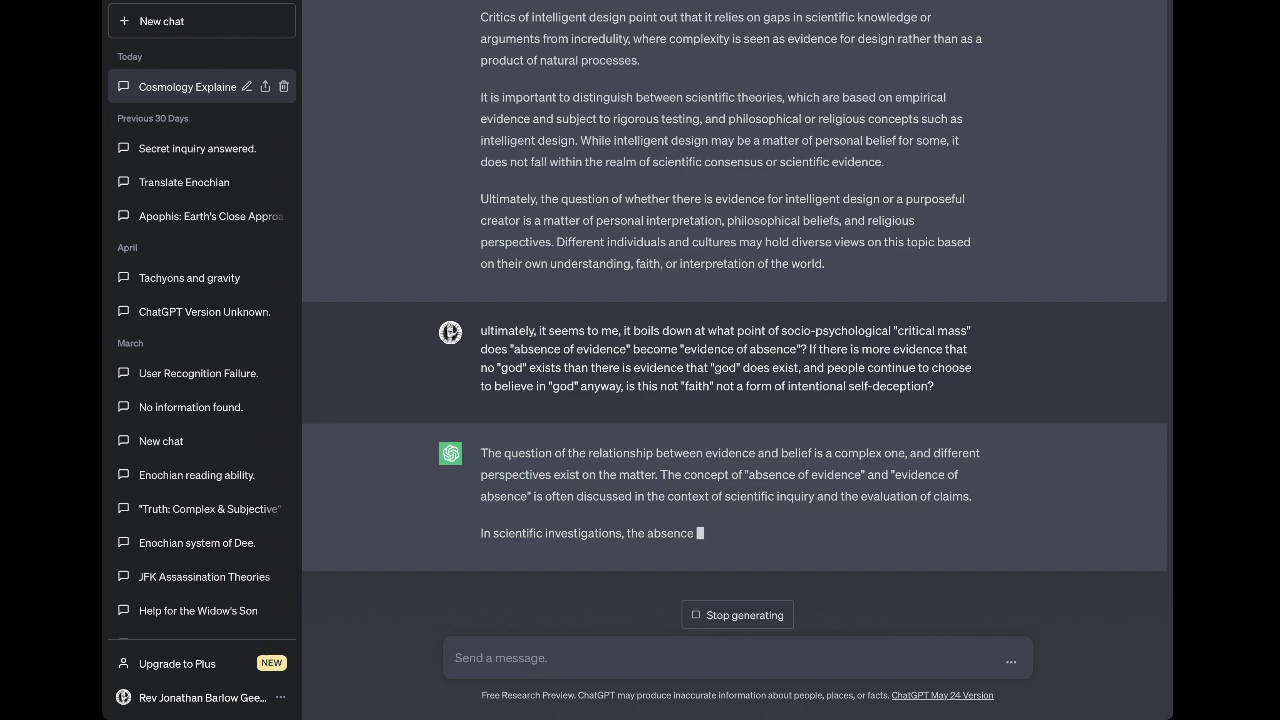 New chat
Today
Cosmology Explaine
Previous 30 Days
Secret inquiry answered.
Translate Enochian
Apophis: Earth's Close Approa
April
Tachyons and gravity
ChatGPT Version Unknown.
March
User Recognition Failure.
No information found.
New chat
Enochian reading ability.
"Truth: Complex & Subjective"
Enochian system of Dee.
JFK Assassination Theories
Help for the Widow's Son
Upgrade to Plus
NEW
Rev Jonathan Barlow Gee...
Critics of intelligent design point out that it relies on gaps in scientific knowledge or
arguments from incredulity, where complexity is seen as evidence for design rather than as a
product of natural processes.
It is important to distinguish between scientific theories, which are based on empirical
evidence and subject to rigorous testing, and philosophical or religious concepts such as
intelligent design. While intelligent design may be a matter of personal belief for some, it
does not fall within the realm of scientific consensus or scientific evidence.
Ultimately, the question of whether there is evidence for intelligent design or a purposeful
creator is a matter of personal interpretation, philosophical beliefs, and religious
perspectives. Different individuals and cultures may hold diverse views on this topic based
on their own understanding, faith, or interpretation of the world.
ultimately, it seems to me, it boils down at what point of socio-psychological "critical mass"
does "absence of evidence" become "evidence of absence"? If there is more evidence that
no "god" exists than there is evidence that "god" does exist, and people continue to choose
to believe in "god" anyway, is this not "faith" not a form of intentional self-deception?
The question of the relationship between evidence and belief is a complex one, and different
perspectives exist on the matter. The concept of "absence of evidence" and "evidence of
absence" is often discussed in the context of scientific inquiry and the evaluation of claims.
In scientific investigations, the absence
Stop generating
Send a message.
Free Research Preview. ChatGPT may produce inaccurate information about people, places, or facts. ChatGPT May 24 Version